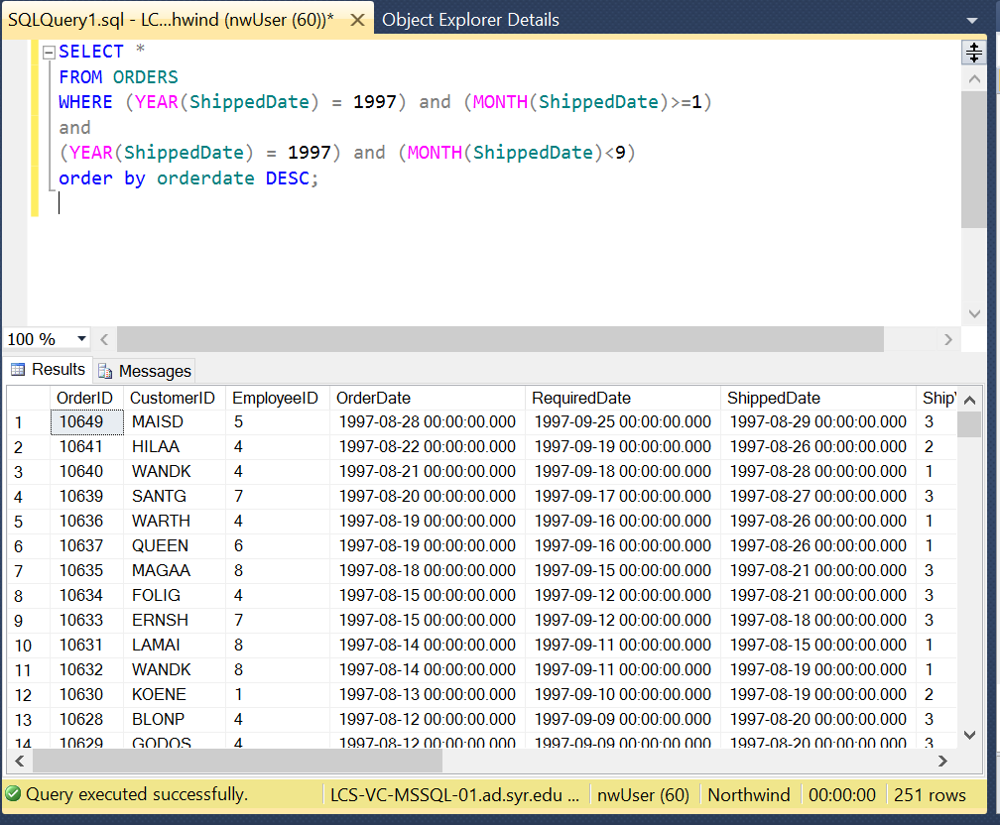 SQLQuery1.sql - LC...hwind (nwUser (60))* Object Explorer Details
SELECT *
FROM ORDERS
WHERE (YEAR(ShippedDate) = 1997) and (MONTH(ShippedDate)>=1)
and
(YEAR(ShippedDate) = 1997) and (MONTH(ShippedDate)<9)
order by orderdate DESC;
100 %
Results Messages
OrderID CustomerID EmployeeID OrderDate RequiredDate ShippedDate ShipV
1 10649 MAISD 5 1997-08-28 00:00:00.000 1997-09-25 00:00:00.000 1997-08-29 00:00:00.000 3
2 10641 HILAA 4 1997-08-22 00:00:00.000 1997-09-19 00:00:00.000 1997-08-26 00:00:00.000 2
3 10640 WANDK 4 1997-08-21 00:00:00.000 1997-09-18 00:00:00.000 1997-08-28 00:00:00.000 1
4 10639 SANTG 7 1997-08-20 00:00:00.000 1997-09-17 00:00:00.000 1997-08-27 00:00:00.000 3
5 10636 WARTH 4 1997-08-19 00:00:00.000 1997-09-16 00:00:00.000 1997-08-26 00:00:00.000 1
6 10637 QUEEN 6 1997-08-19 00:00:00.000 1997-09-16 00:00:00.000 1997-08-26 00:00:00.000 1
7 10635 MAGAA 8 1997-08-18 00:00:00.000 1997-09-15 00:00:00.000 1997-08-21 00:00:00.000 3
8 10634 FOLIG 4 1997-08-15 00:00:00.000 1997-09-12 00:00:00.000 1997-08-21 00:00:00.000 3
9 10633 ERNSH 7 1997-08-15 00:00:00.000 1997-09-12 00:00:00.000 1997-08-18 00:00:00.000 3
10 10631 LAMAI 8 1997-08-14 00:00:00.000 1997-09-11 00:00:00.000 1997-08-15 00:00:00.000 1
11 10632 WANDK 8 1997-08-14 00:00:00.000 1997-09-11 00:00:00.000 1997-08-19 00:00:00.000 1
12 10630 KOENE 1 1997-08-13 00:00:00.000 1997-09-10 00:00:00.000 1997-08-19 00:00:00.000 2
13 10628 BLONP 4 1997-08-12 00:00:00.000 1997-09-09 00:00:00.000 1997-08-20 00:00:00.000 3
14 10629 GODOS 4 1997-08-12 00:00:00.000 1997-09-09 00:00:00.000 1997-08-20 00:00:00.000 3
Query executed successfully. LCS-VC-MSSQL-01.ad.syr.edu ... nwUser (60) Northwind 00:00:00 251 rows